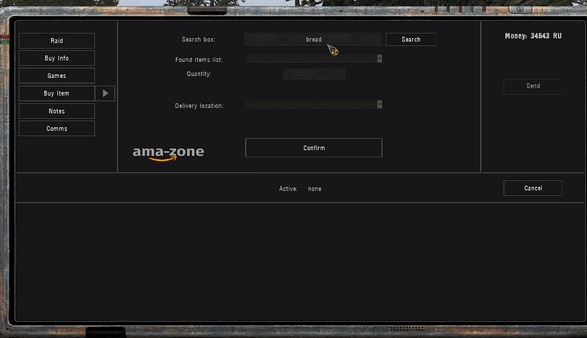 Raid
Buy Info
Games
Buy Item
Notes
Comms
Search box: bread Search
Found items list:
Quantity:
Delivery location:
ama-zone
Confirm
Money: 34643 RU
Send
Active: none
Cancel